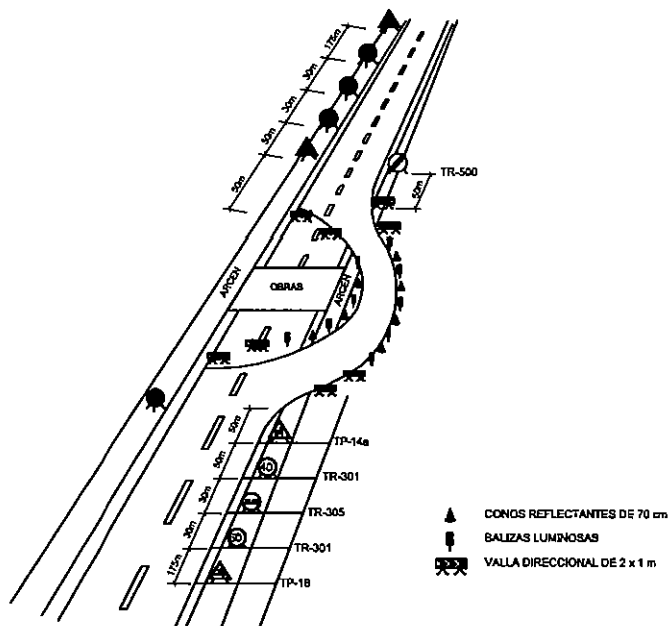 175m
30m
30m
50m
50m
TR-500
50m
ARCEN
OBRAS
ARCEN
50m
TP-14a
50m
40
TR-301
30m
TR-305
30m
60
TR-301
175m
TP-18
CONOS REFLECTANTES DE 70 cm
BALIZAS LUMINOSAS
VALLA DIRECCIONAL DE 2 x 1 m